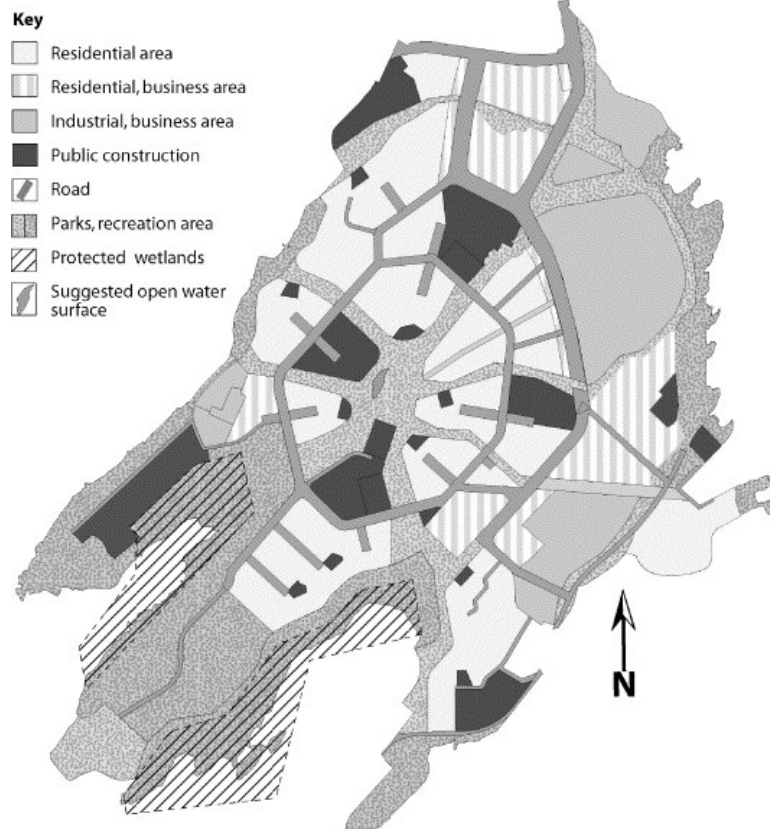 Key
Residential area
Residential, business area
Industrial, business area
Public construction
Road
Parks, recreation area
Protected wetlands
Suggested open water
surface
N